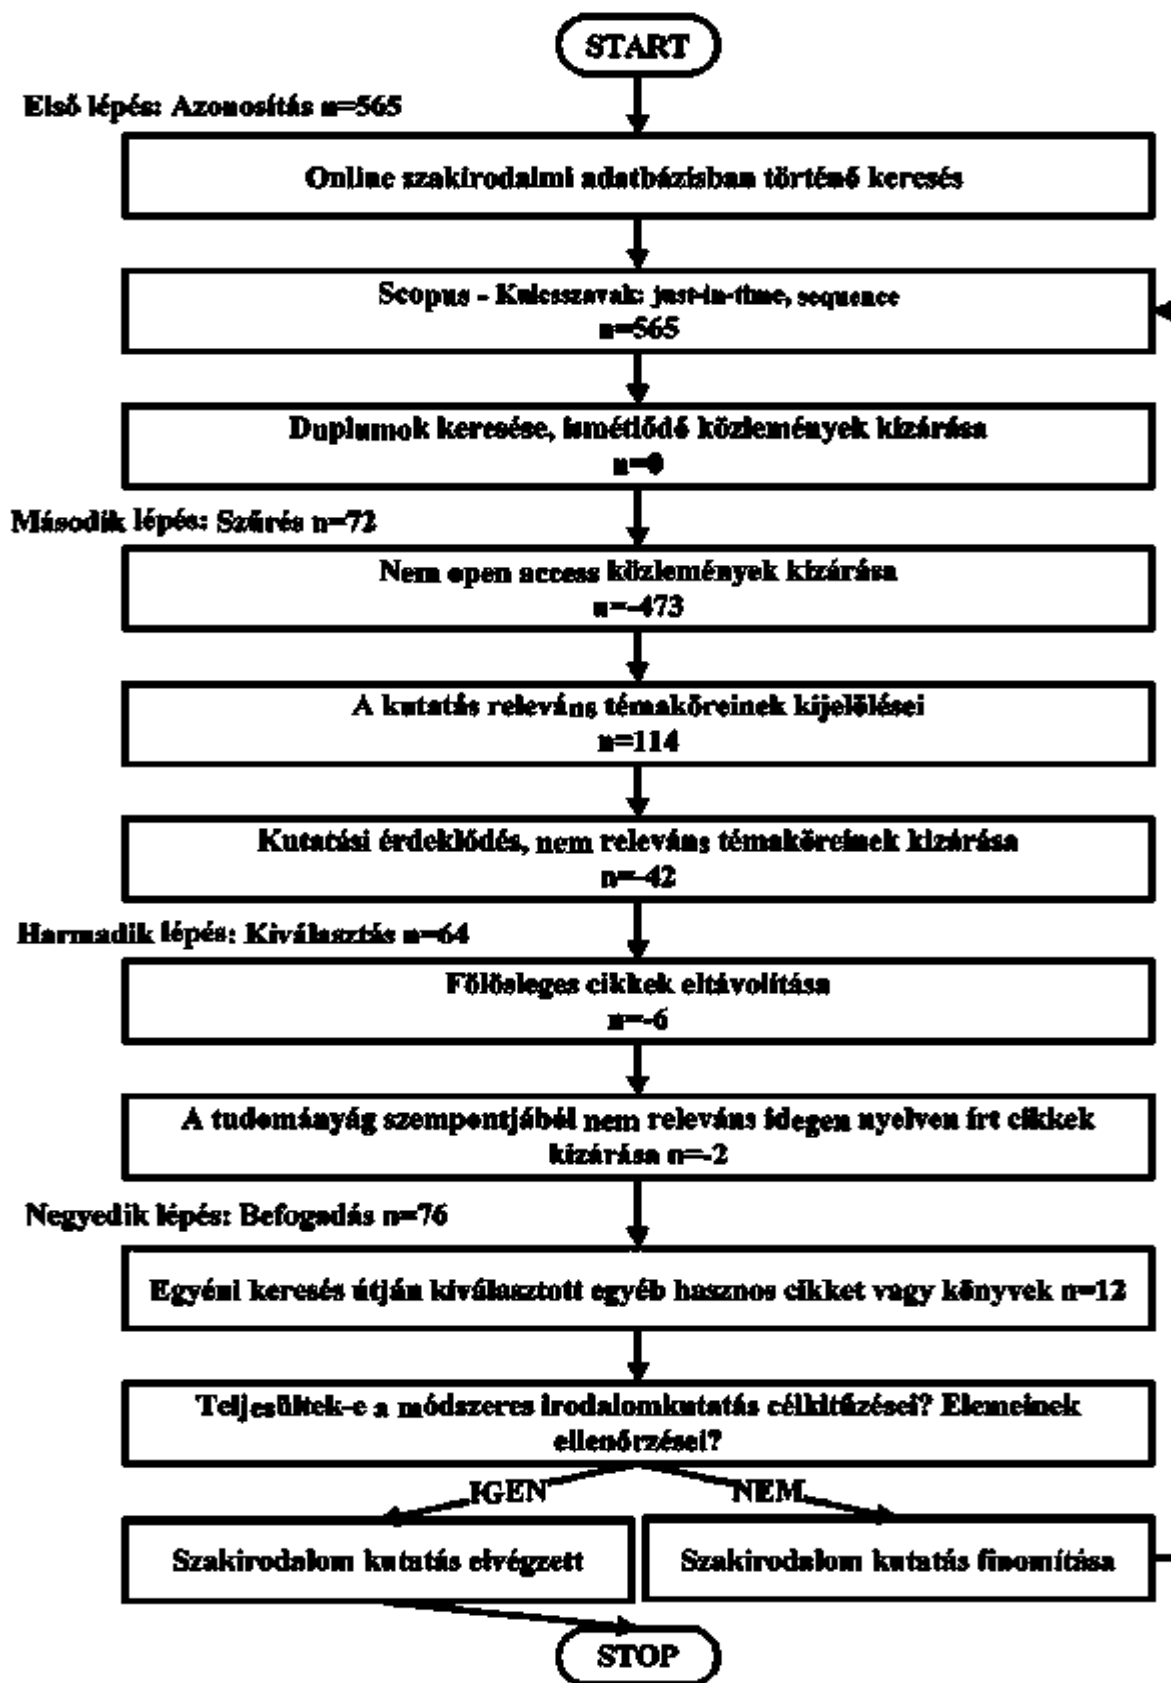 START
Első lépés: Azonosítás n=565
Online szakirodalmi adatbázisban történő keresés
Scopus - Kulcsszavak: just-in-time, sequence
n=565
Duplumok keresése, ismétlődő közlemények kizárása
n=0
Második lépés: Szűrés n=72
Nem open access közlemények kizárása
n=-473
A kutatás releváns témaköreinek kijelölései
n=114
Kutatási érdeklődés, nem releváns témaköreinek kizárása
n=-42
Harmadik lépés: Kiválasztás n=64
Fölösleges cikkek eltávolítása
n=-6
A tudományág szempontjából nem releváns idegen nyelven írt cikkek
kizárása n=-2
Negyedik lépés: Befogadás n=76
Egyéni keresés útján kiválasztott egyéb hasznos cikket vagy könyvek n=12
Teljesültek-e a módszeres irodalomkutatás célkitűzései? Elemeinek
ellenőrzései?
IGEN
NEM
Szakirodalom kutatás elvégzett
Szakirodalom kutatás finomítása
STOP